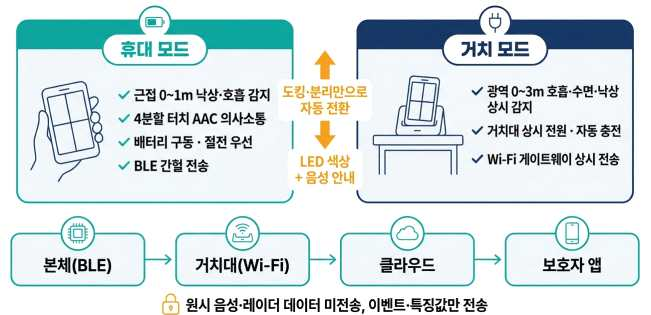 휴대 모드
근접 0~1m 낙상·호흡 감지
4분할 터치 AAC 의사소통
배터리 구동 · 절전 우선
BLE 간헐 전송
도킹·분리만으로
자동 전환
LED 색상
+ 음성 안내
거치 모드
광역 0~3m 호흡·수면·낙상
상시 감지
거치대 상시 전원 · 자동 충전
Wi-Fi 게이트웨이 상시 전송
본체(BLE)
거치대(Wi-Fi)
클라우드
보호자 앱
원시 음성·레이더 데이터 미전송, 이벤트·특징값만 전송